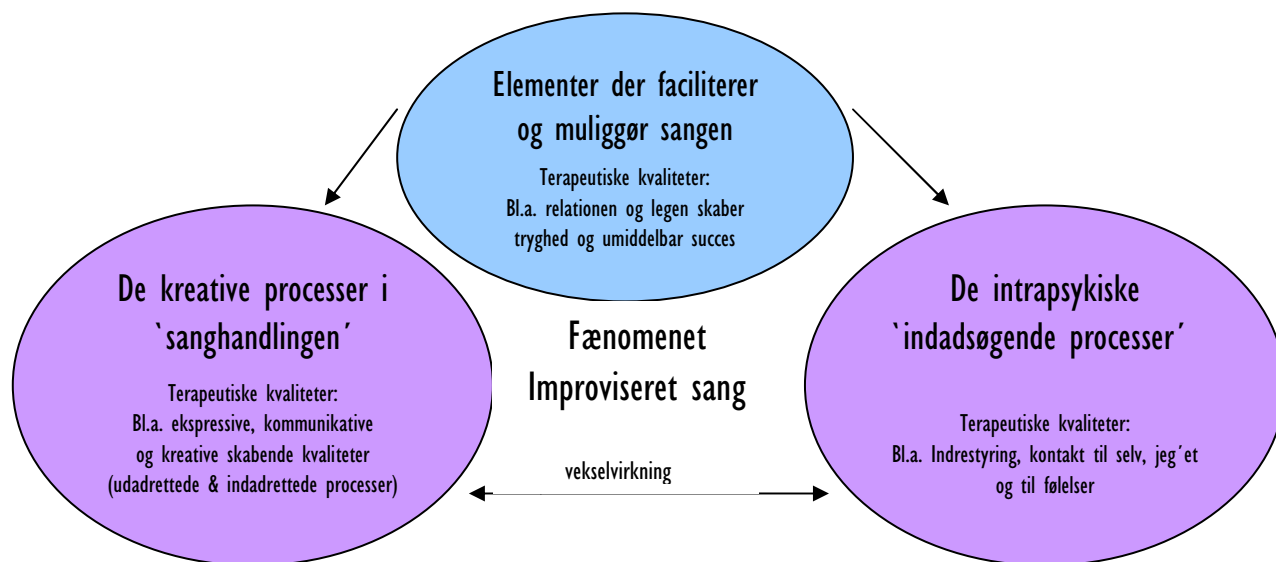 Elementer der faciliterer
og muliggør sangen
Terapeutiske kvaliteter:
Bl.a. relationen og legen skaber
tryghed og umiddelbar succes
De kreative processer i
`sanghandlingen´
Terapeutiske kvaliteter:
Bl.a. ekspressive, kommunikative
og kreative skabende kvaliteter
(udadrettede & indadrettede processer)
Fænomenet
Improviseret sang
vekselvirkning
De intrapsykiske
`indadsøgende processer´
Terapeutiske kvaliteter:
Bl.a. Indrestyring, kontakt til selv, jeg´et
og til følelser